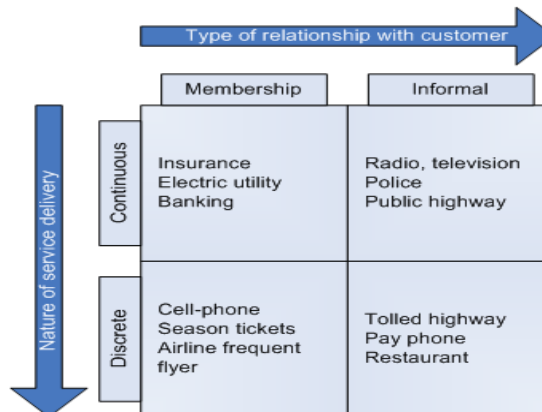 Type of relationship with customer
Membership
Informal
Nature of service delivery
Continuous
Insurance
Electric utility
Banking
Radio, television
Police
Public highway
Discrete
Cell-phone
Season tickets
Airline frequent
flyer
Tolled highway
Pay phone
Restaurant